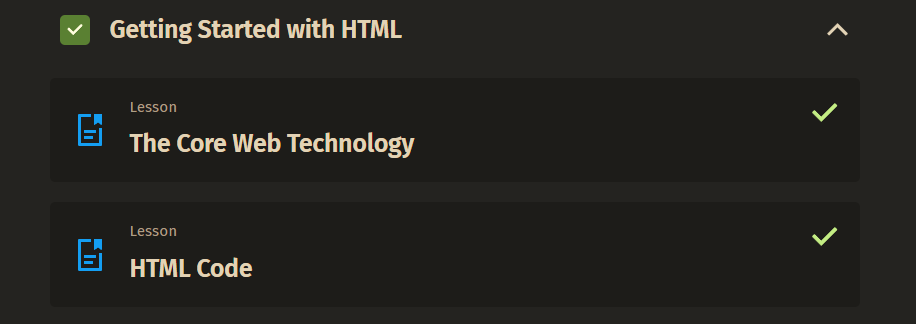 Getting Started with HTML
Lesson
The Core Web Technology
Lesson
HTML Code